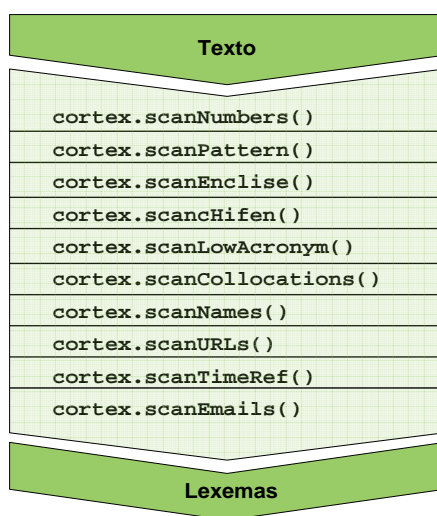 Texto
cortex.scanNumbers()
cortex.scanPattern()
cortex.scanEnclise()
cortex.scancHifen()
cortex.scanLowAcronym()
cortex.scanCollocations()
cortex.scanNames()
cortex.scanURLs()
cortex.scanTimeRef()
cortex.scanEmails()
Lexemas